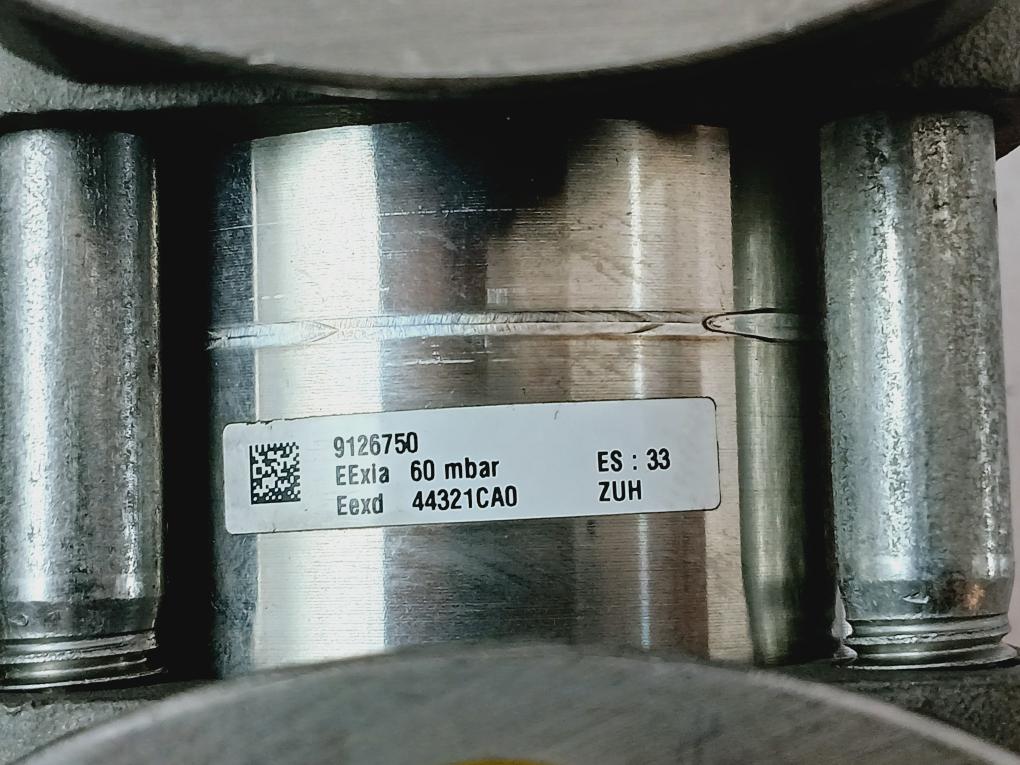 9126750
EExia 60 mbar ES : 33
Eexd 44321CA0 ZUH